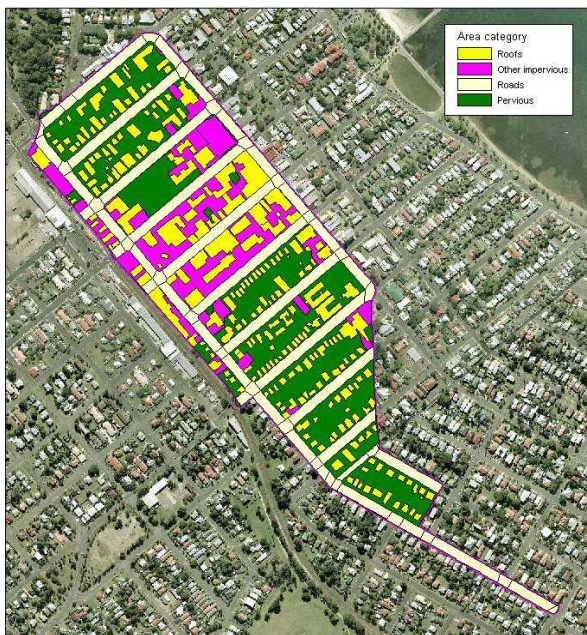 Area category
Roofs
Other impervious
Roads
Pervious